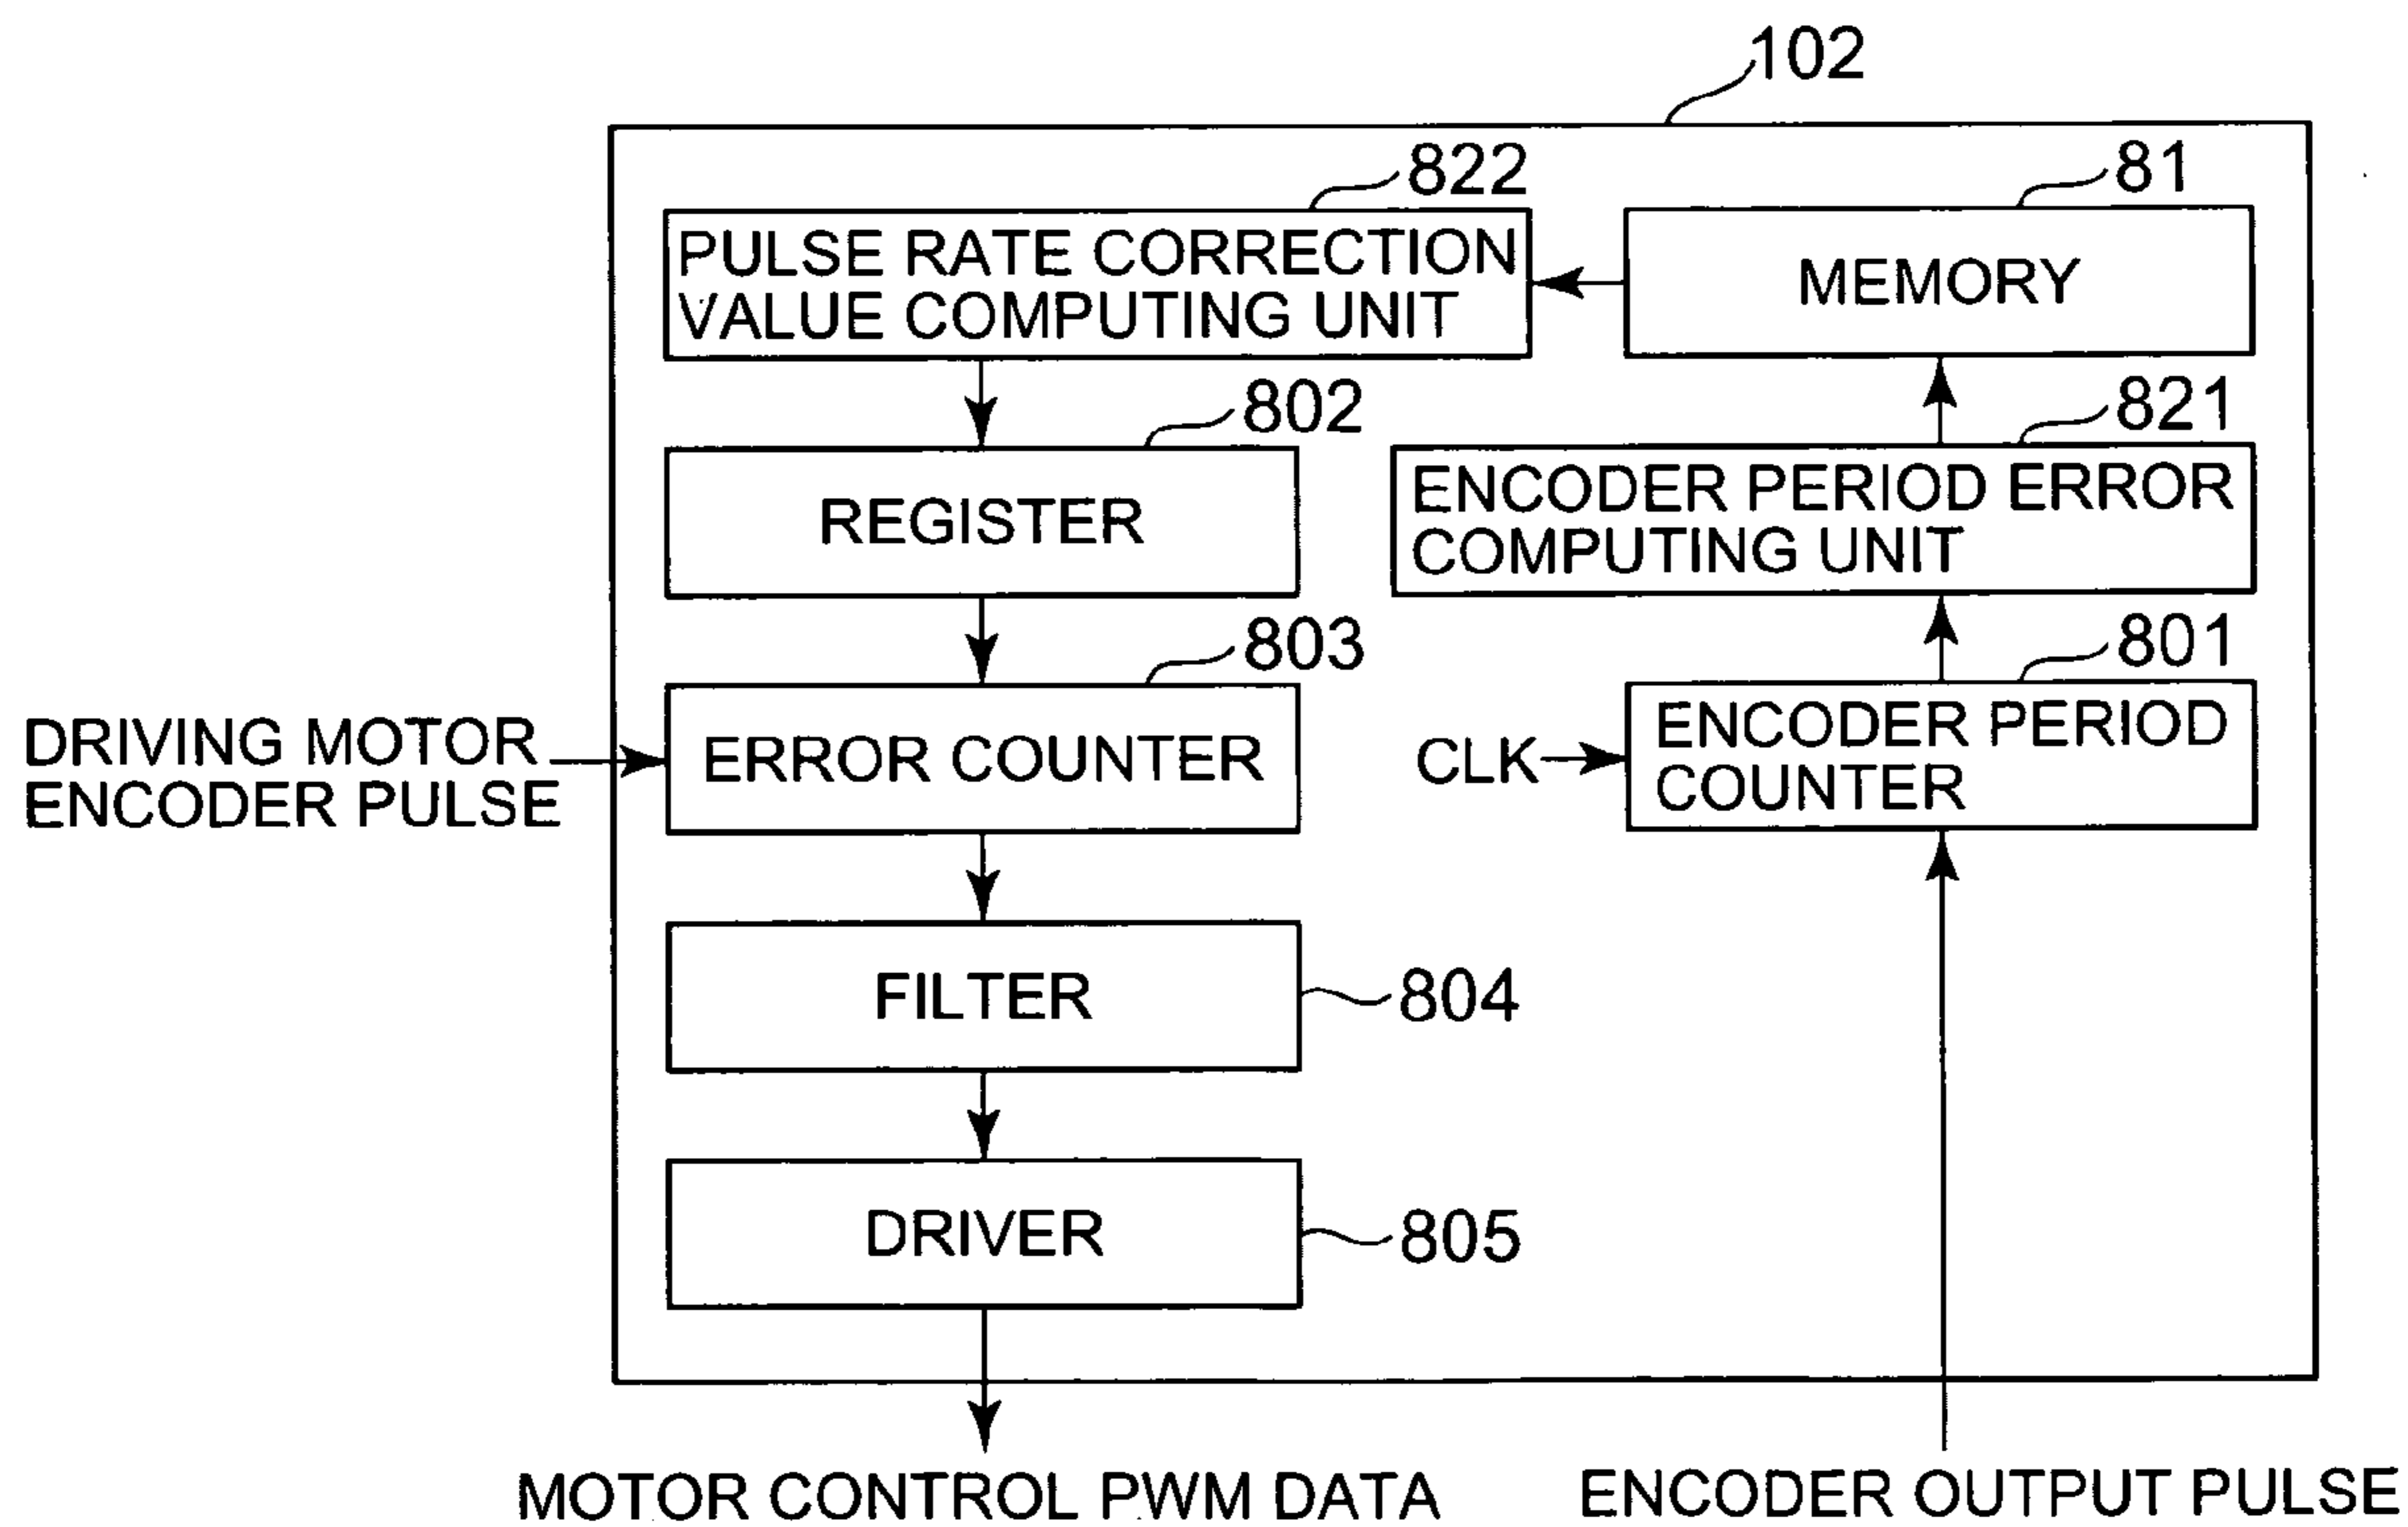 102
822
81
PULSE RATE CORRECTION
VALUE COMPUTING UNIT
MEMORY
802
821
REGISTER
ENCODER PERIOD ERROR
COMPUTING UNIT
803
801
DRIVING MOTOR
ENCODER PULSE
ERROR COUNTER
CLK
ENCODER PERIOD
COUNTER
FILTER
804
DRIVER
805
MOTOR CONTROL PWM DATA
ENCODER OUTPUT PULSE